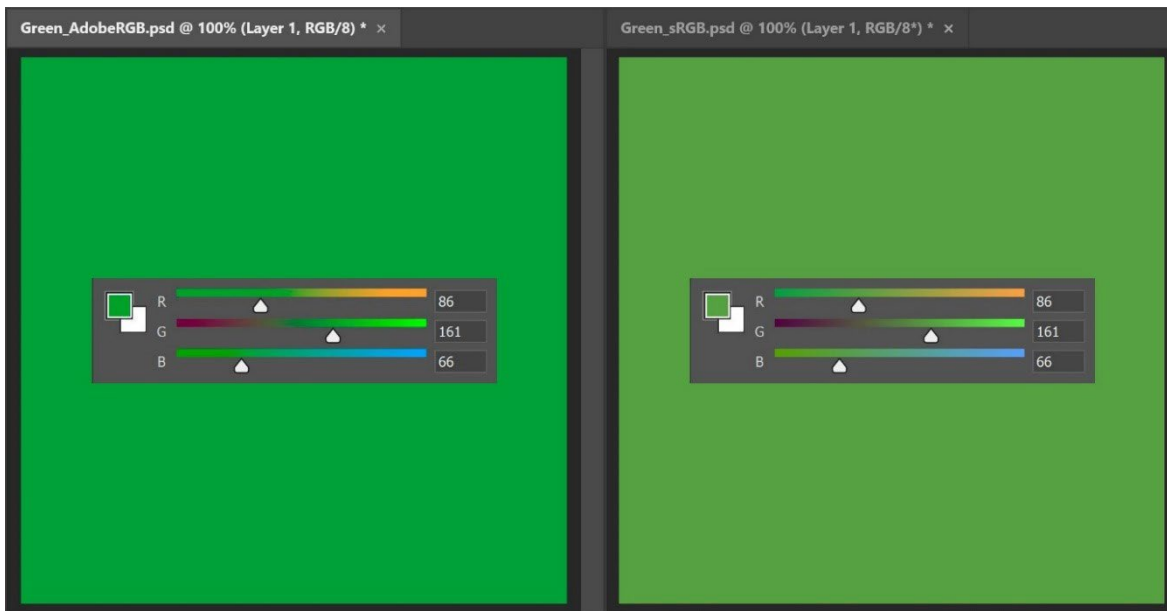 Green_AdobeRGB.psd @ 100% (Layer 1, RGB/8) * ×
Green_sRGB.psd @ 100% (Layer 1, RGB/8*) * ×
R 86
G 161
B 66
R 86
G 161
B 66